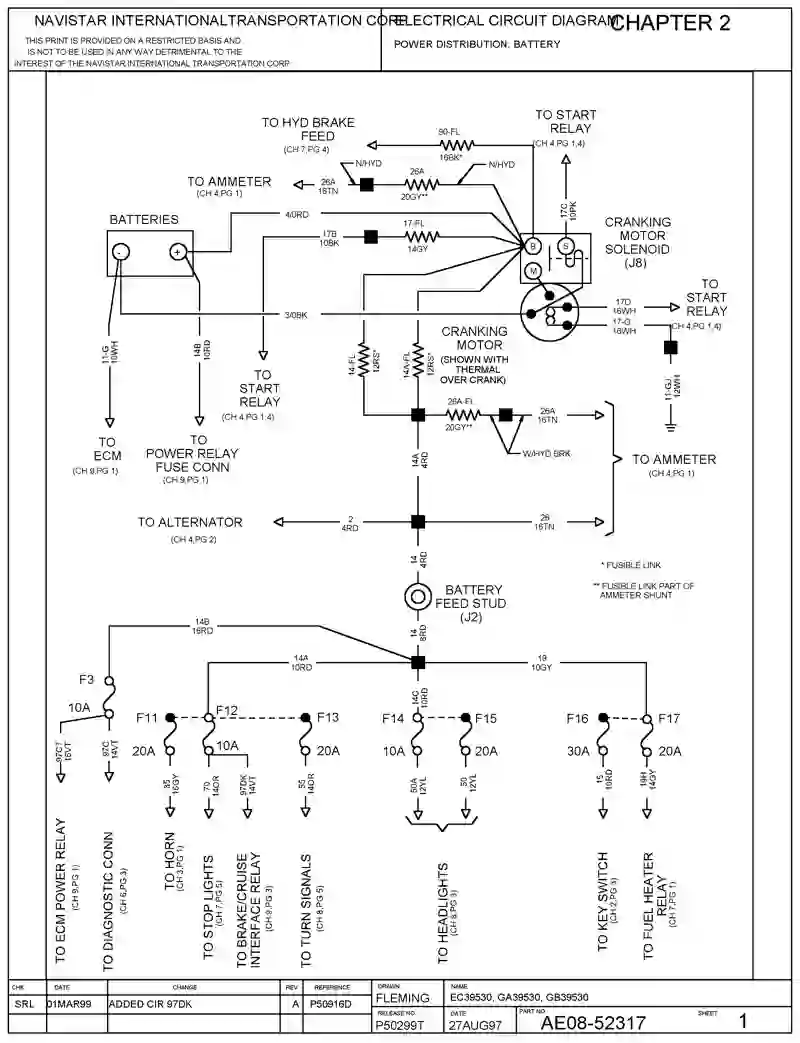 NAVISTAR INTERNATIONAL TRANSPORTATION CORP.
THIS PRINT IS PROVIDED ON A RESTRICTED BASIS AND
IS NOT TO BE USED IN ANY WAY DETRIMENTAL TO THE
INTEREST OF THE NAVISTAR INTERNATIONAL TRANSPORTATION CORP
ELECTRICAL CIRCUIT DIAGRAM
CHAPTER 2
POWER DISTRIBUTION, BATTERY
TO HYD BRAKE
FEED
(CH 7,PG 4)
90-FL
16BK*
TO START
RELAY
(CH 4,PG 1,4)
N/HYD
26A
20GY**
N/HYD
TO AMMETER
(CH 4,PG 1)
26A
16TN
17C
10PK
BATTERIES
4/0RD
17B
10BK
17-FL
14GY
CRANKING
MOTOR
SOLENOID
(J8)
-
+
B
S
M
3/0BK
17D
16WH
17-G
16WH
TO
START
RELAY
(CH 4,PG 1,4)
CRANKING
MOTOR
(SHOWN WITH
THERMAL
OVER CRANK)
11-G
10WH
14B
10RD
14-FL
12RS*
14A-FL
12RS*
11-GJ
12WH
TO
START
RELAY
(CH 4,PG 1,4)
26A-FL
20GY**
26A
16TN
TO
ECM
(CH 9,PG 1)
TO
POWER RELAY
FUSE CONN
(CH 9,PG 1)
14A
4RD
W/HYD BRK
TO AMMETER
(CH 4,PG 1)
TO ALTERNATOR
(CH 4,PG 2)
2
4RD
26
16TN
14
4RD
* FUSIBLE LINK
** FUSIBLE LINK PART OF
AMMETER SHUNT
BATTERY
FEED STUD
(J2)
14
8RD
14B
16RD
14A
10RD
19
10GY
14C
10RD
F3
10A
F11
20A
F12
10A
F13
20A
F14
10A
F15
20A
F16
30A
F17
20A
97CT
16VT
97C
14VT
85
16GY
70
14OR
97DK
14VT
55
14OR
50A
12YL
50
12YL
15
10RD
19H
14GY
TO ECM POWER RELAY
(CH 9,PG 1)
TO DIAGNOSTIC CONN
(CH 6,PG 3)
TO HORN
(CH 3,PG 1)
TO STOP LIGHTS
(CH 7,PG 5)
TO BRAKE/CRUISE
INTERFACE RELAY
(CH 9,PG 3)
TO TURN SIGNALS
(CH 8,PG 5)
TO HEADLIGHTS
(CH 8,PG 3)
TO KEY SWITCH
(CH 2,PG 3)
TO FUEL HEATER
RELAY
(CH 7,PG 1)
CHK
DATE
CHANGE
REV
REFERENCE
SRL
01MAR99
ADDED CIR 97DK
A
P50916D
DRAWN
FLEMING
NAME
EC39530, GA39530, GB39530
RELEASE NO.
P50299T
DATE
27AUG97
PART NO.
AE08-52317
SHEET
1